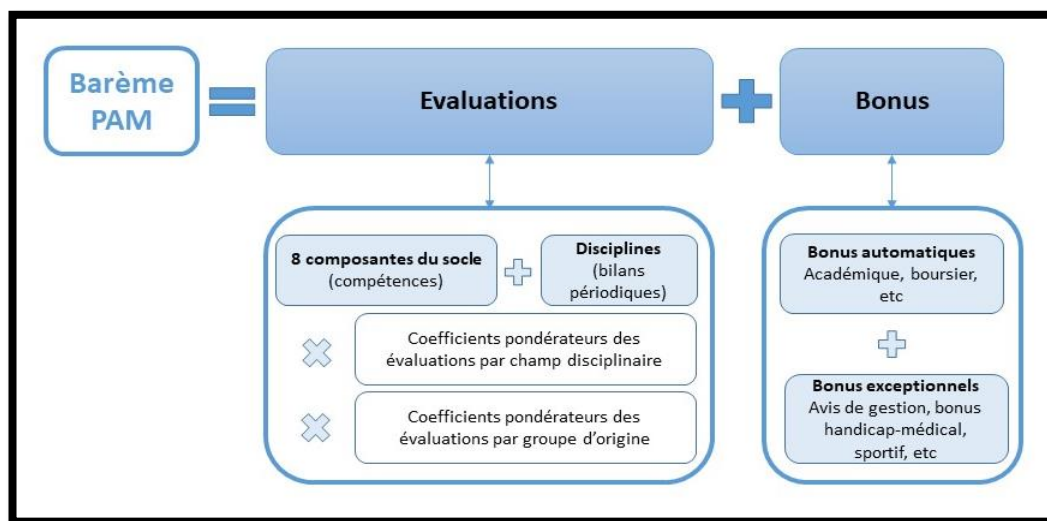 Barème
PAM
Evaluations
Bonus
8 composantes du socle
(compétences)
Disciplines
(bilans
périodiques)
Coefficients pondérateurs des
évaluations par champ disciplinaire
Coefficients pondérateurs des
évaluations par groupe d'origine
Bonus automatiques
Académique, boursier,
etc
Bonus exceptionnels
Avis de gestion, bonus
handicap-médical,
sportif, etc